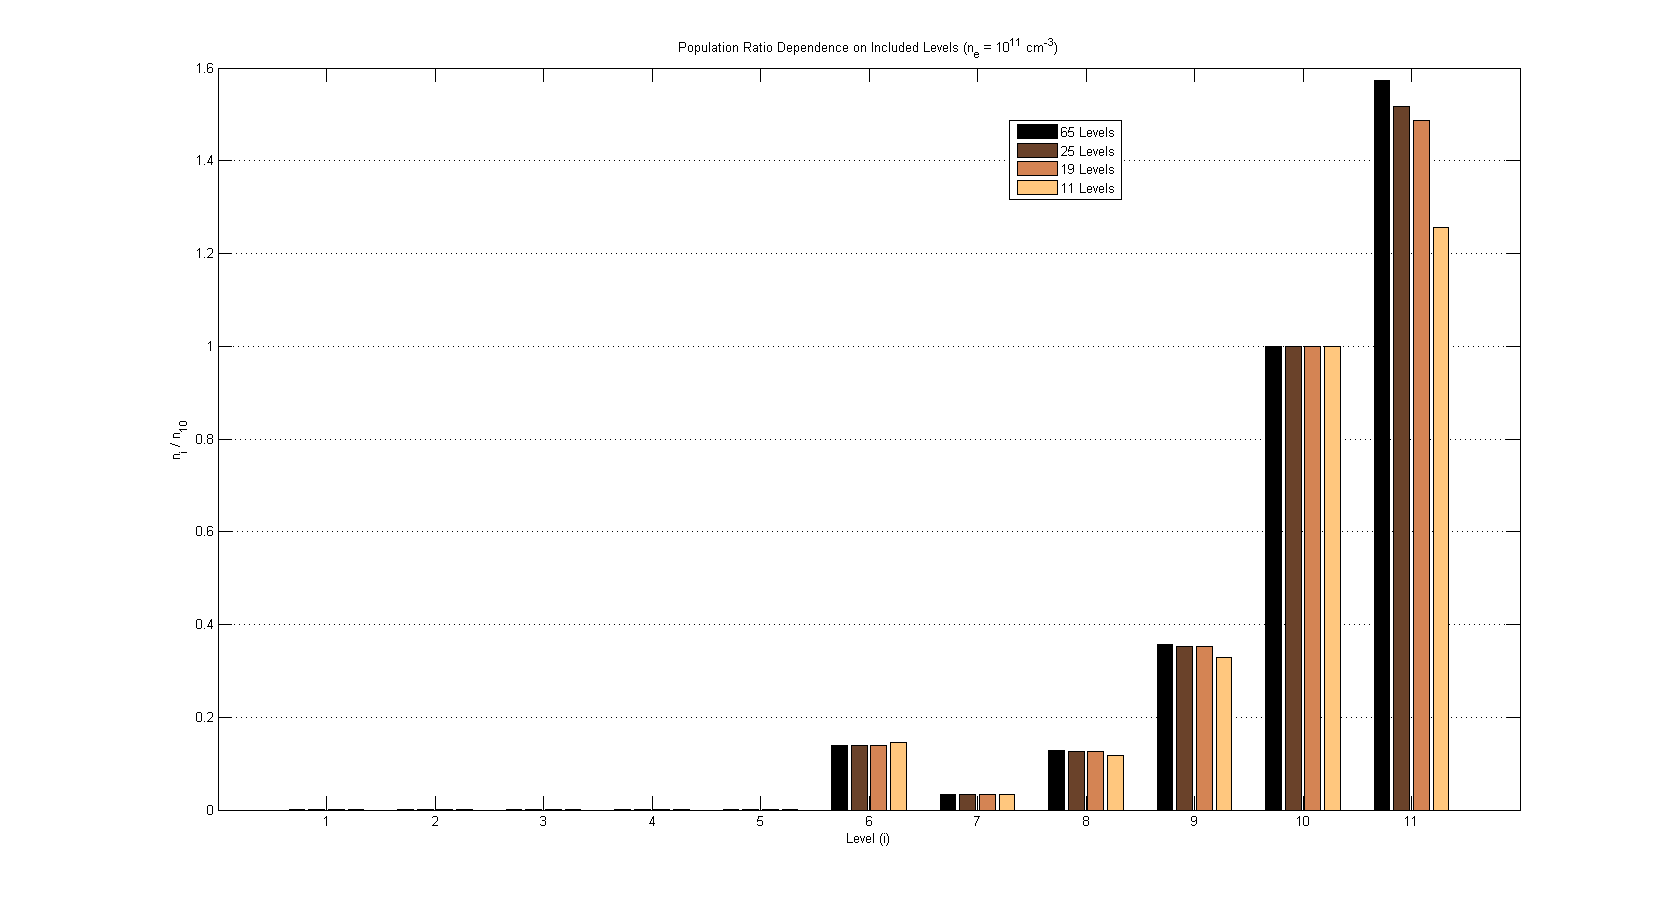 Population Ratio Dependence on Included Levels (nₑ = 10¹¹ cm⁻³)
1.6
1.4
1.2
1
0.8
0.6
0.4
0.2
0
nᵢ / n₁₀
65 Levels
25 Levels
19 Levels
11 Levels
1 2 3 4 5 6 7 8 9 10 11
Level (i)